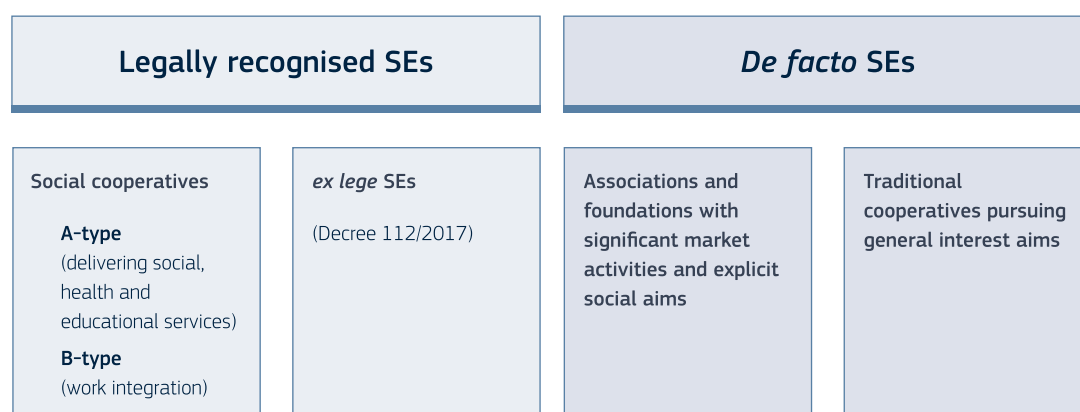 Legally recognised SEs
De facto SEs
Social cooperatives
A-type
(delivering social,
health and
educational services)
B-type
(work integration)
ex lege SEs
(Decree 112/2017)
Associations and
foundations with
significant market
activities and explicit
social aims
Traditional
cooperatives pursuing
general interest aims